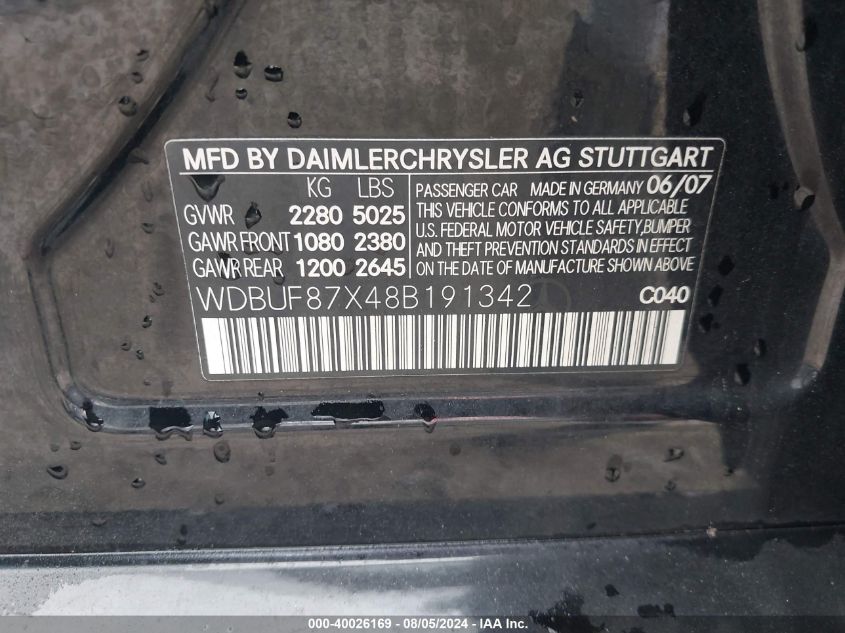 MFD BY DAIMLERCHRYSLER AG STUTTGART
KG LBS
GVWR 2280 5025
GAWR FRONT 1080 2380
GAWR REAR 1200 2645
PASSENGER CAR MADE IN GERMANY 06/07
THIS VEHICLE CONFORMS TO ALL APPLICABLE
U.S. FEDERAL MOTOR VEHICLE SAFETY,BUMPER
AND THEFT PREVENTION STANDARDS IN EFFECT
ON THE DATE OF MANUFACTURE SHOWN ABOVE.
WDBUF87X48B191342 C040
000-40026169 - 08/05/2024 - IAA Inc.